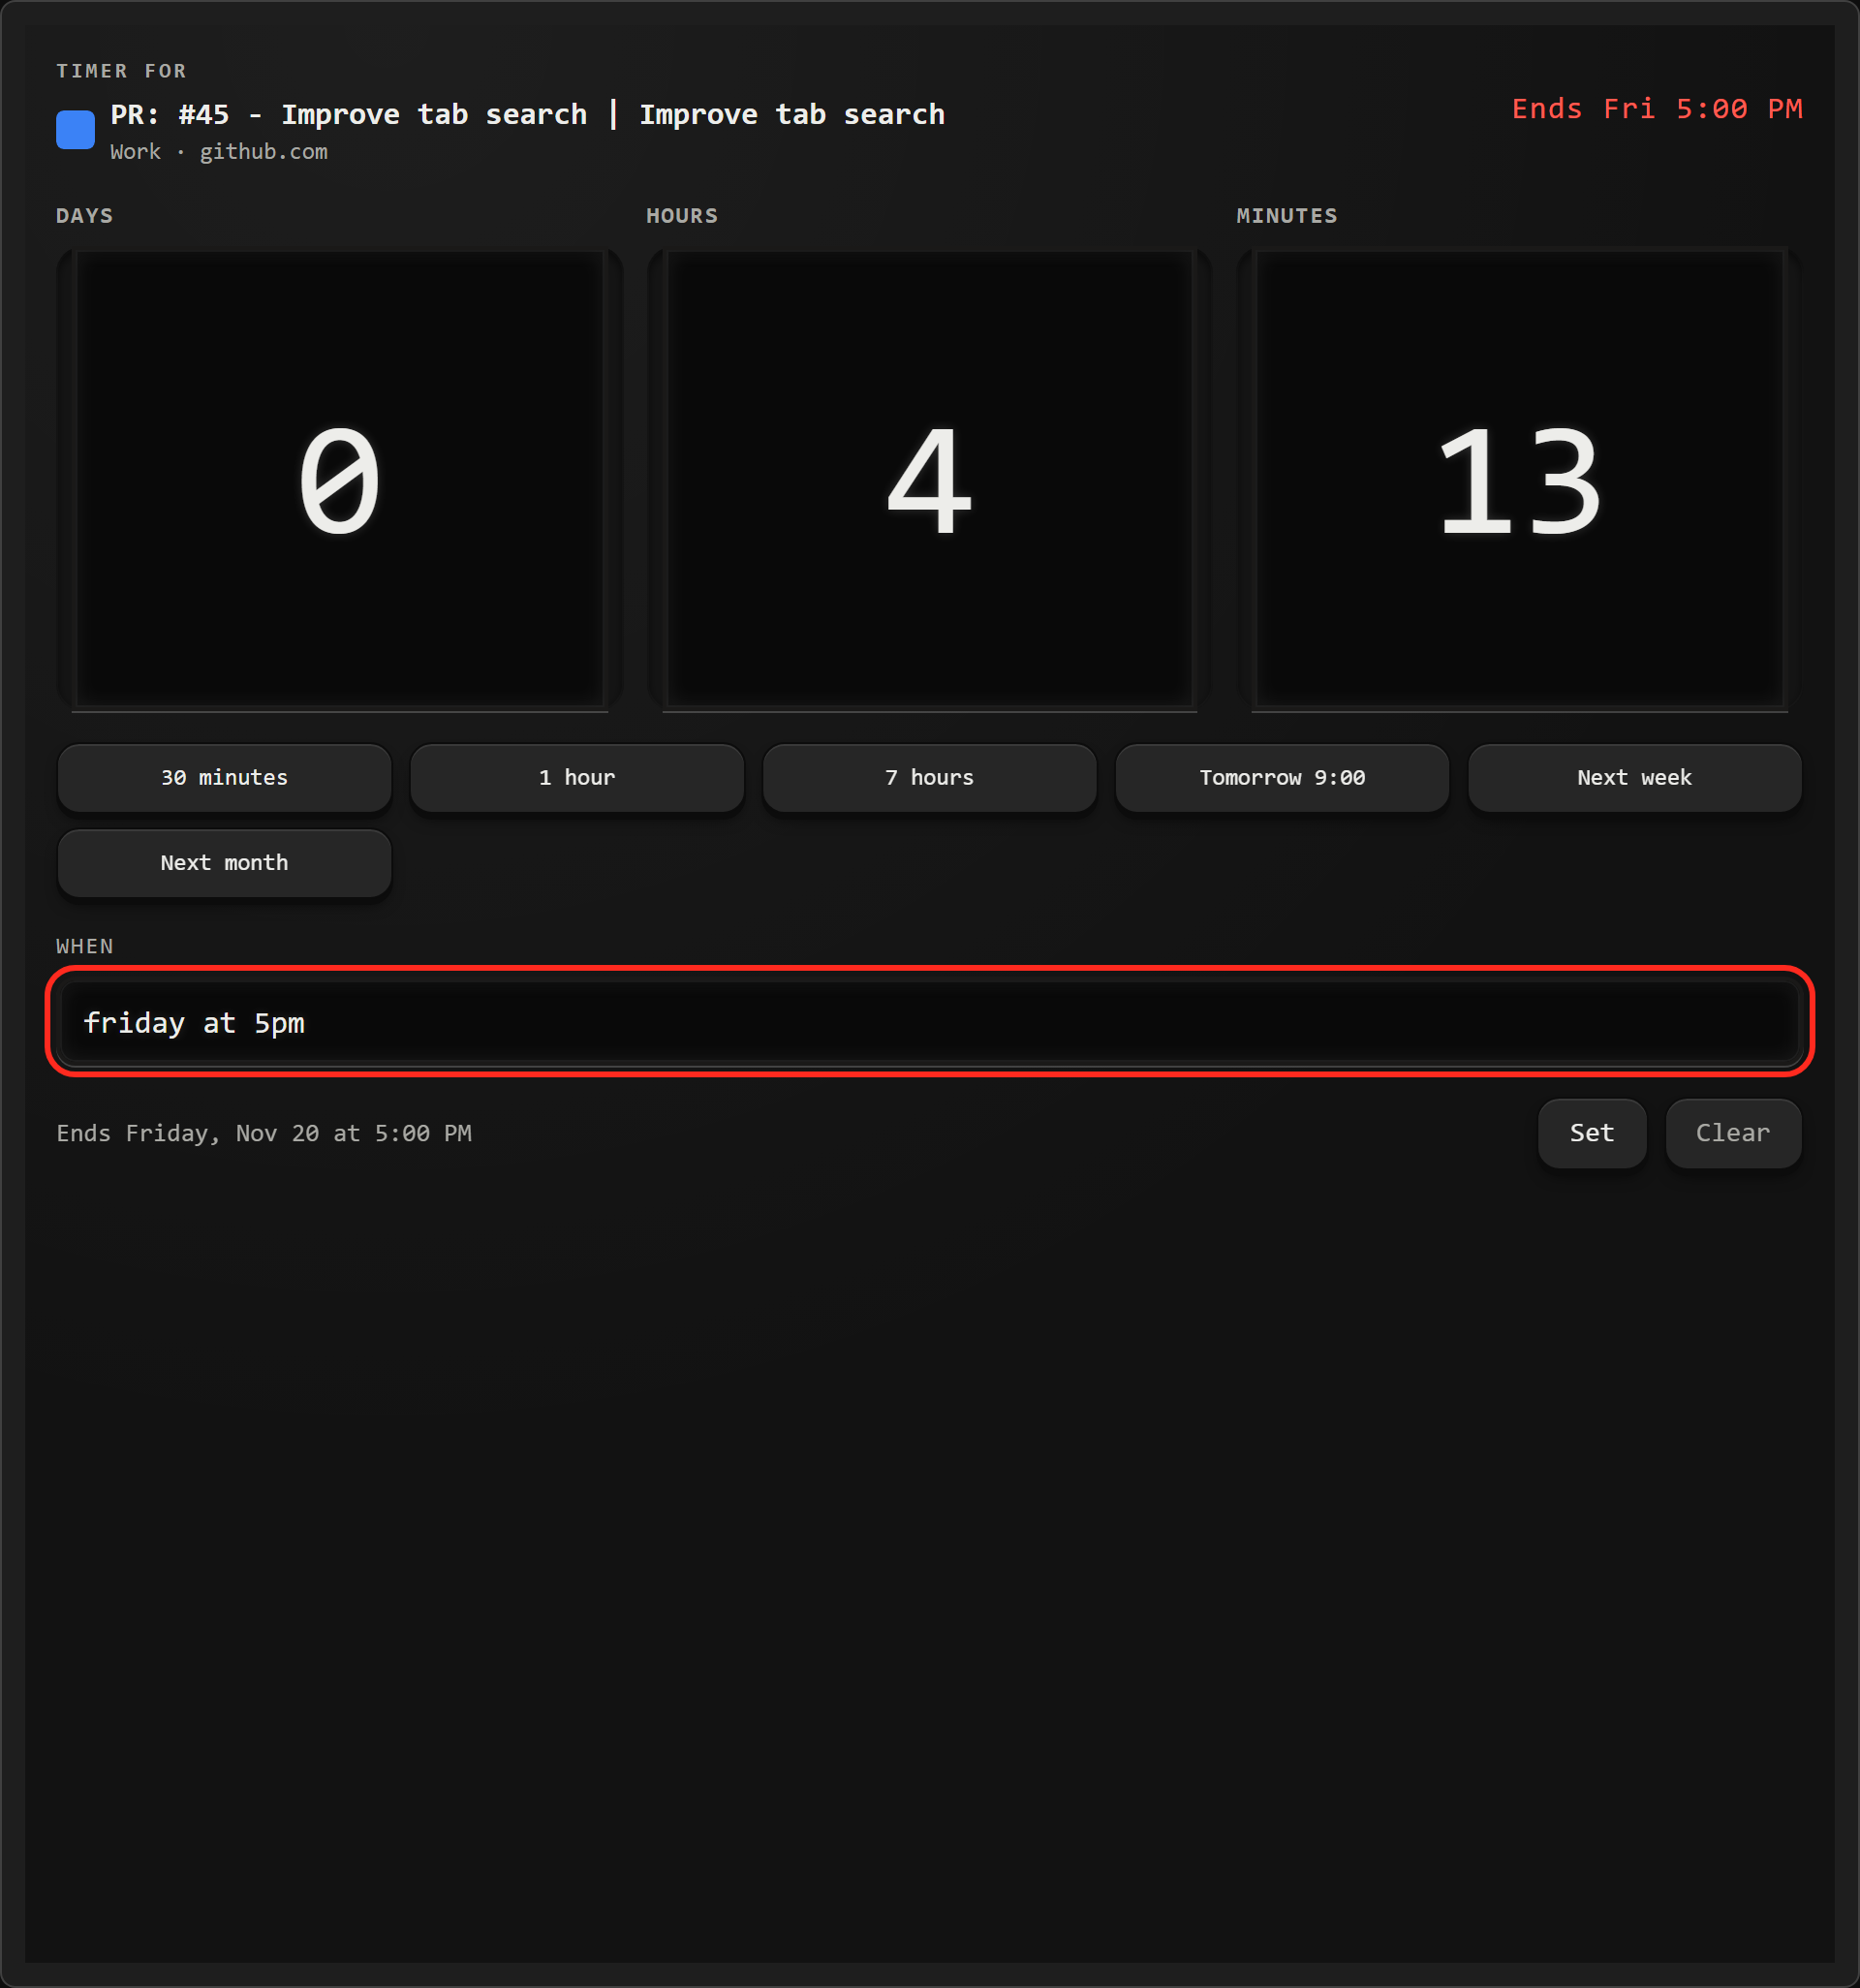 TIMER FOR
PR: #45 - Improve tab search | Improve tab search
Work · github.com
Ends Fri 5:00 PM
DAYS
HOURS
MINUTES
0
4
13
30 minutes
1 hour
7 hours
Tomorrow 9:00
Next week
Next month
WHEN
friday at 5pm
Ends Friday, Nov 20 at 5:00 PM
Set
Clear